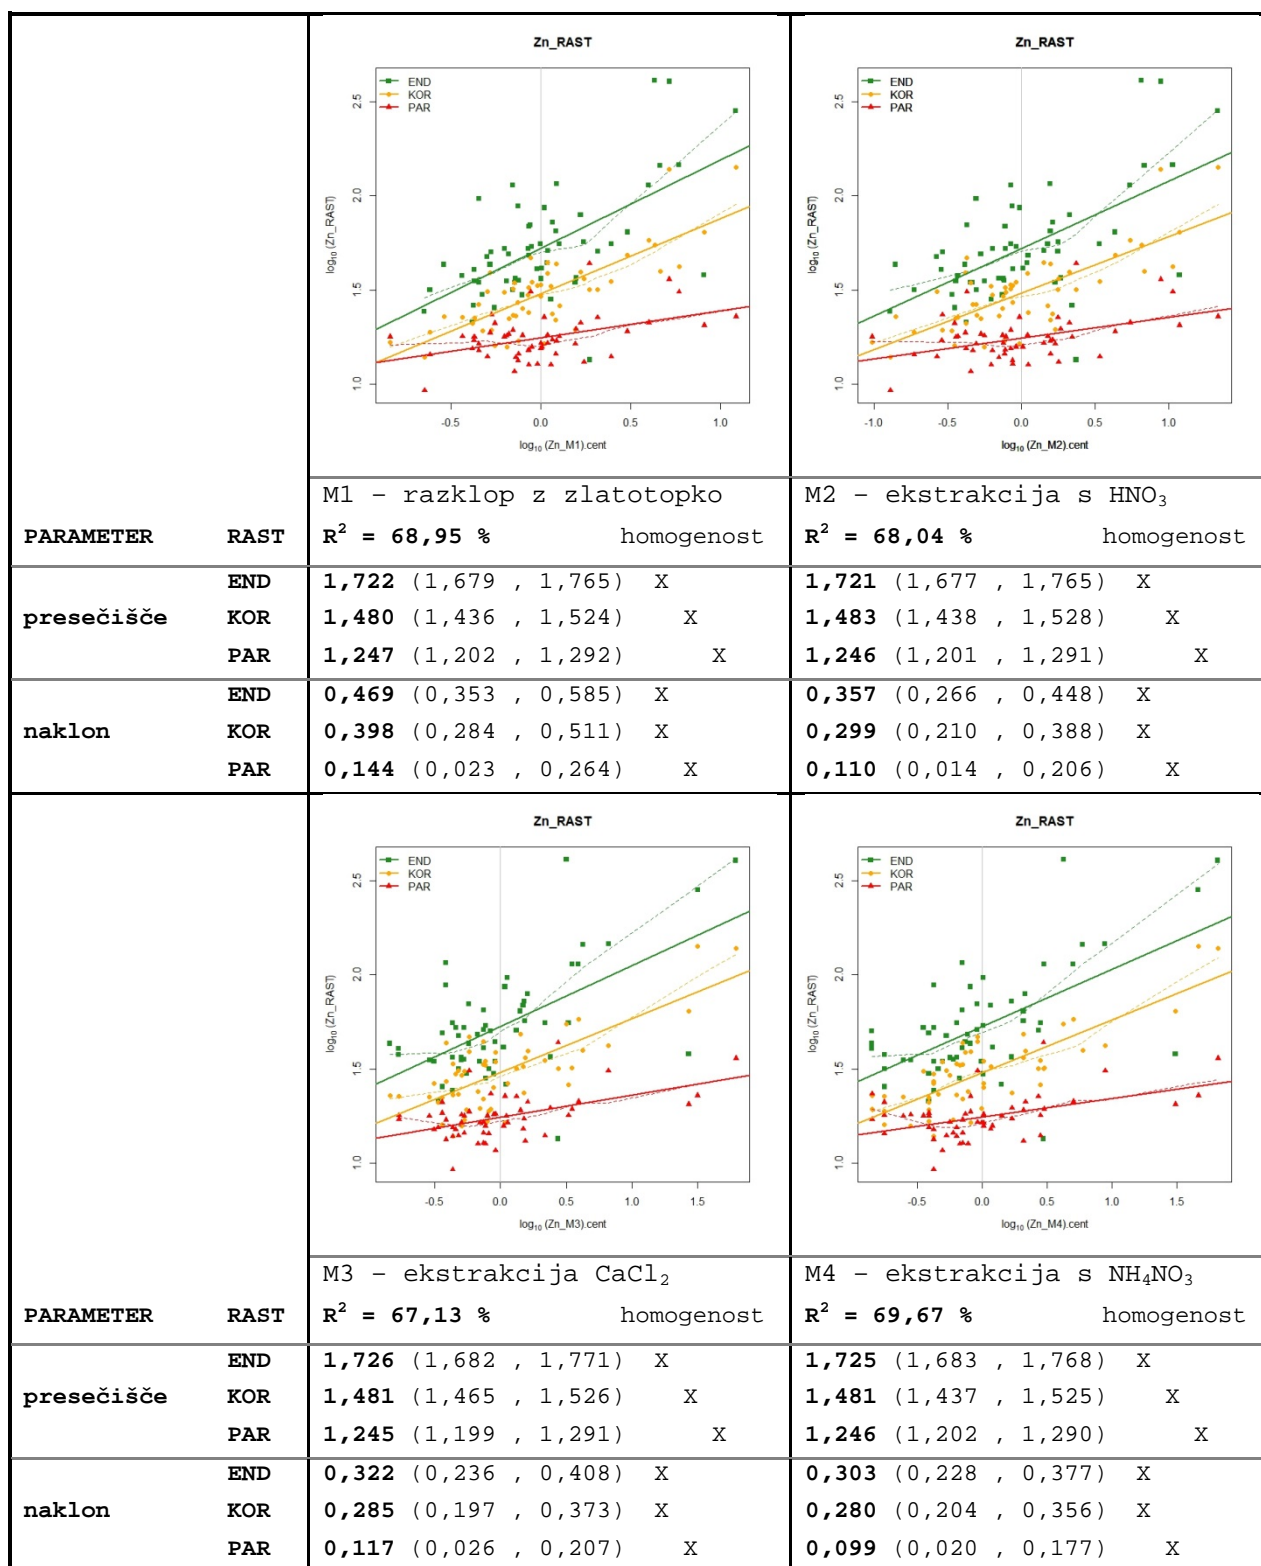 Zn_RAST
END
KOR
PAR
2.5
2.0
1.5
1.0
log10 (Zn_RAST)
-0.5 0.0 0.5 1.0
log10 (Zn_M1).cent
Zn_RAST
END
KOR
PAR
2.5
2.0
1.5
1.0
log10 (Zn_RAST)
-1.0 -0.5 0.0 0.5 1.0
log10 (Zn_M2).cent
M1 – razklop z zlatotopko M2 – ekstrakcija s HNO3
PARAMETER RAST R2 = 68,95 % homogenost R2 = 68,04 % homogenost
END 1,722 (1,679 , 1,765) X 1,721 (1,677 , 1,765) X
presečišče KOR 1,480 (1,436 , 1,524) X 1,483 (1,438 , 1,528) X
PAR 1,247 (1,202 , 1,292) X 1,246 (1,201 , 1,291) X
END 0,469 (0,353 , 0,585) X 0,357 (0,266 , 0,448) X
naklon KOR 0,398 (0,284 , 0,511) X 0,299 (0,210 , 0,388) X
PAR 0,144 (0,023 , 0,264) X 0,110 (0,014 , 0,206) X
Zn_RAST
END
KOR
PAR
2.5
2.0
1.5
1.0
log10 (Zn_RAST)
-0.5 0.0 0.5 1.0 1.5
log10 (Zn_M3).cent
Zn_RAST
END
KOR
PAR
2.5
2.0
1.5
1.0
log10 (Zn_RAST)
-0.5 0.0 0.5 1.0 1.5
log10 (Zn_M4).cent
M3 – ekstrakcija CaCl2 M4 – ekstrakcija s NH4NO3
PARAMETER RAST R2 = 67,13 % homogenost R2 = 69,67 % homogenost
END 1,726 (1,682 , 1,771) X 1,725 (1,683 , 1,768) X
presečišče KOR 1,481 (1,465 , 1,526) X 1,481 (1,437 , 1,525) X
PAR 1,245 (1,199 , 1,291) X 1,246 (1,202 , 1,290) X
END 0,322 (0,236 , 0,408) X 0,303 (0,228 , 0,377) X
naklon KOR 0,285 (0,197 , 0,373) X 0,280 (0,204 , 0,356) X
PAR 0,117 (0,026 , 0,207) X 0,099 (0,020 , 0,177) X